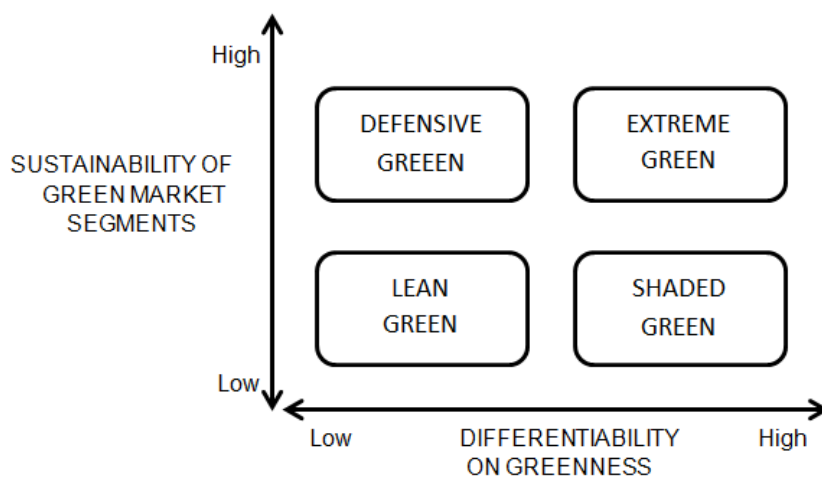 High
DEFENSIVE
GREEEN
EXTREME
GREEN
SUSTAINABILITY OF
GREEN MARKET
SEGMENTS
LEAN
GREEN
SHADED
GREEN
Low
Low
DIFFERENTIABILITY
ON GREENNESS
High